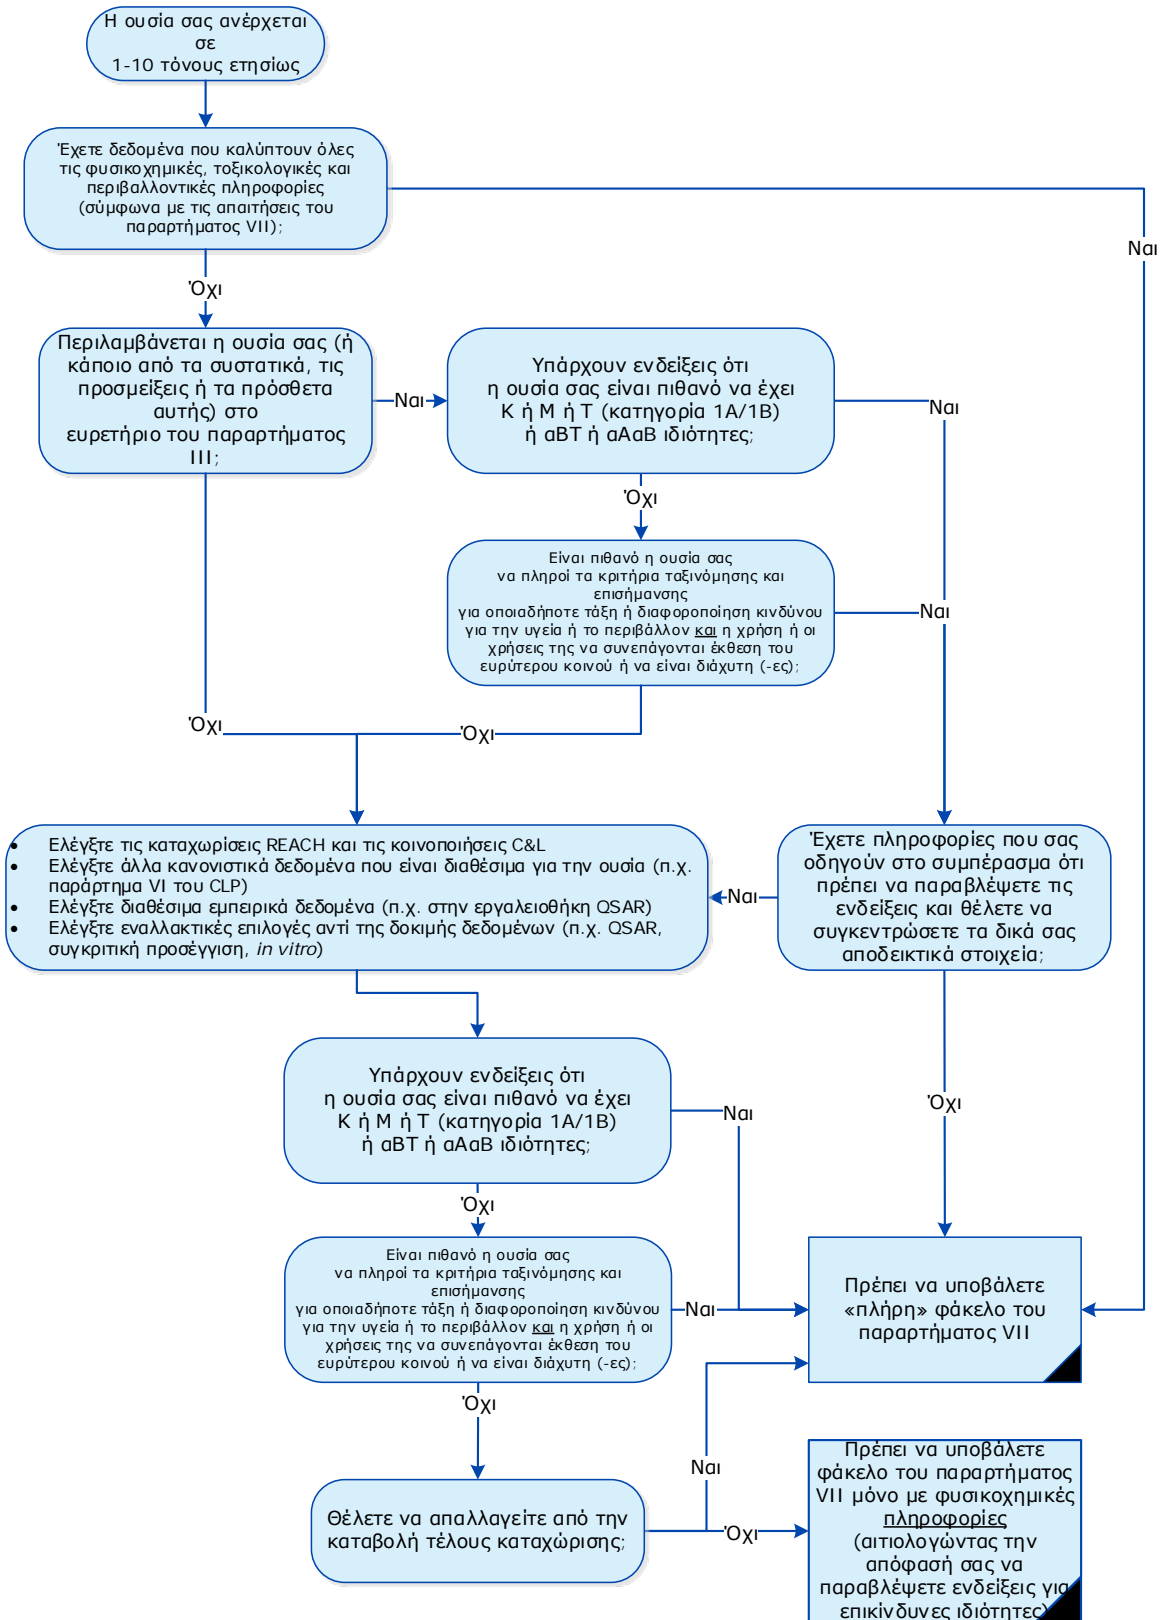 Η ουσία σας ανέρχεται
σε
1-10 τόνους ετησίως
Έχετε δεδομένα που καλύπτουν όλες
τις φυσικοχημικές, τοξικολογικές και
περιβαλλοντικές πληροφορίες
(σύμφωνα με τις απαιτήσεις του
παραρτήματος VII);
Ναι
Όχι
Περιλαμβάνεται η ουσία σας (ή
κάποιο από τα συστατικά, τις
προσμείξεις ή τα πρόσθετα
αυτής) στο
ευρετήριο του παραρτήματος
III;
Ναι
Υπάρχουν ενδείξεις ότι
η ουσία σας είναι πιθανό να έχει
Κ ή Μ ή Τ (κατηγορία 1A/1B)
ή αΒΤ ή αΑαΒ ιδιότητες;
Ναι
Όχι
Είναι πιθανό η ουσία σας
να πληροί τα κριτήρια ταξινόμησης και
επισήμανσης
για οποιαδήποτε τάξη ή διαφοροποίηση κινδύνου
για την υγεία ή το περιβάλλον και η χρήση ή οι
χρήσεις της να συνεπάγονται έκθεση του
ευρύτερου κοινού ή να είναι διάχυτη (-ες);
Ναι
Όχι
Όχι
• Ελέγξτε τις καταχωρίσεις REACH και τις κοινοποιήσεις C&L
• Ελέγξτε άλλα κανονιστικά δεδομένα που είναι διαθέσιμα για την ουσία (π.χ.
παράρτημα VI του CLP)
• Ελέγξτε διαθέσιμα εμπειρικά δεδομένα (π.χ. στην εργαλειοθήκη QSAR)
• Ελέγξτε εναλλακτικές επιλογές αντί της δοκιμής δεδομένων (π.χ. QSAR,
συγκριτική προσέγγιση, in vitro)
Ναι
Έχετε πληροφορίες που σας
οδηγούν στο συμπέρασμα ότι
πρέπει να παραβλέψετε τις
ενδείξεις και θέλετε να
συγκεντρώσετε τα δικά σας
αποδεικτικά στοιχεία;
Όχι
Υπάρχουν ενδείξεις ότι
η ουσία σας είναι πιθανό να έχει
Κ ή Μ ή Τ (κατηγορία 1A/1B)
ή αΒΤ ή αΑαΒ ιδιότητες;
Ναι
Όχι
Είναι πιθανό η ουσία σας
να πληροί τα κριτήρια ταξινόμησης και
επισήμανσης
για οποιαδήποτε τάξη ή διαφοροποίηση κινδύνου
για την υγεία ή το περιβάλλον και η χρήση ή οι
χρήσεις της να συνεπάγονται έκθεση του
ευρύτερου κοινού ή να είναι διάχυτη (-ες);
Ναι
Πρέπει να υποβάλετε
«πλήρη» φάκελο του
παραρτήματος VII
Όχι
Θέλετε να απαλλαγείτε από την
καταβολή τέλους καταχώρισης;
Ναι
Όχι
Πρέπει να υποβάλετε
φάκελο του παραρτήματος
VII μόνο με φυσικοχημικές
πληροφορίες
(αιτιολογώντας την
απόφασή σας να
παραβλέψετε ενδείξεις για
επικίνδυνες ιδιότητες)